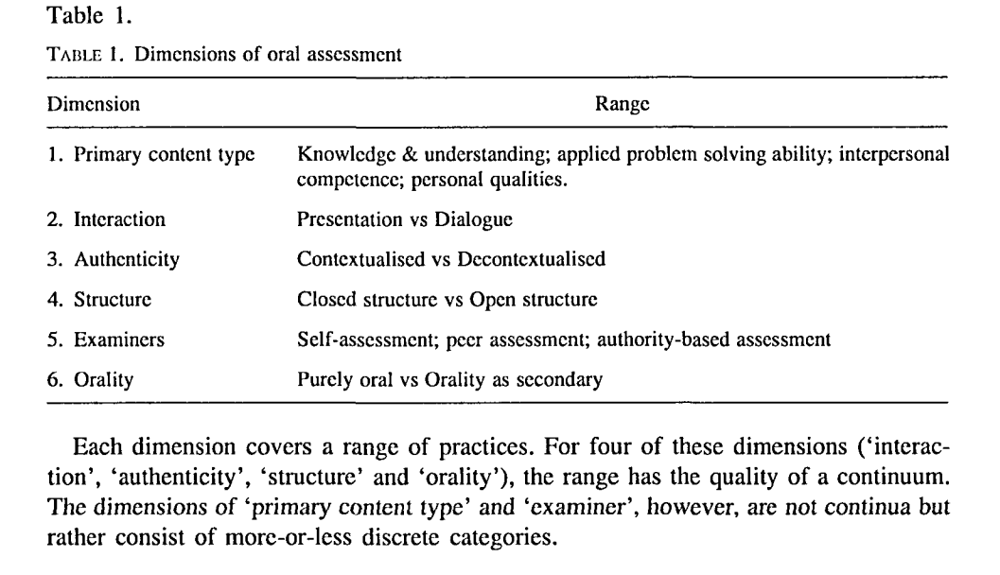 Table 1.
TABLE 1. Dimensions of oral assessment
Dimension Range
1. Primary content type Knowledge & understanding; applied problem solving ability; interpersonal
competence; personal qualities.
2. Interaction Presentation vs Dialogue
3. Authenticity Contextualised vs Decontextualised
4. Structure Closed structure vs Open structure
5. Examiners Self-assessment; peer assessment; authority-based assessment
6. Orality Purely oral vs Orality as secondary
Each dimension covers a range of practices. For four of these dimensions (‘interac-
tion’, ‘authenticity’, ‘structure’ and ‘orality’), the range has the quality of a continuum.
The dimensions of ‘primary content type’ and ‘examiner’, however, are not continua but
rather consist of more-or-less discrete categories.